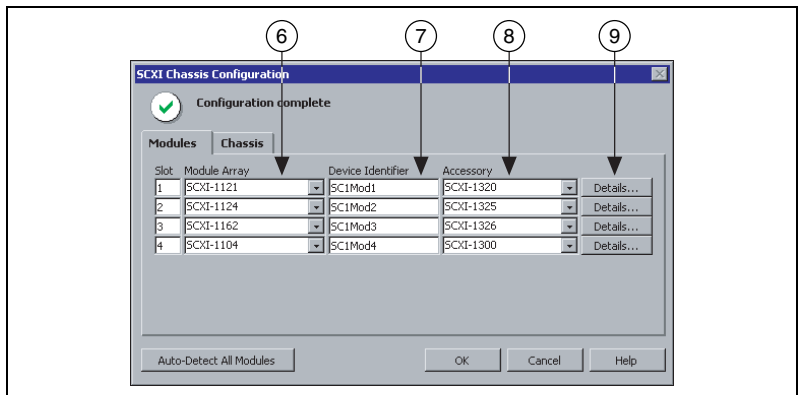 6 7 8 9
SCXI Chassis Configuration
Configuration complete
Modules Chassis
Slot Module Array Device Identifier Accessory
1 SCXI-1121 SC1Mod1 SCXI-1320 Details...
2 SCXI-1124 SC1Mod2 SCXI-1325 Details...
3 SCXI-1162 SC1Mod3 SCXI-1326 Details...
4 SCXI-1104 SC1Mod4 SCXI-1300 Details...
Auto-Detect All Modules OK Cancel Help